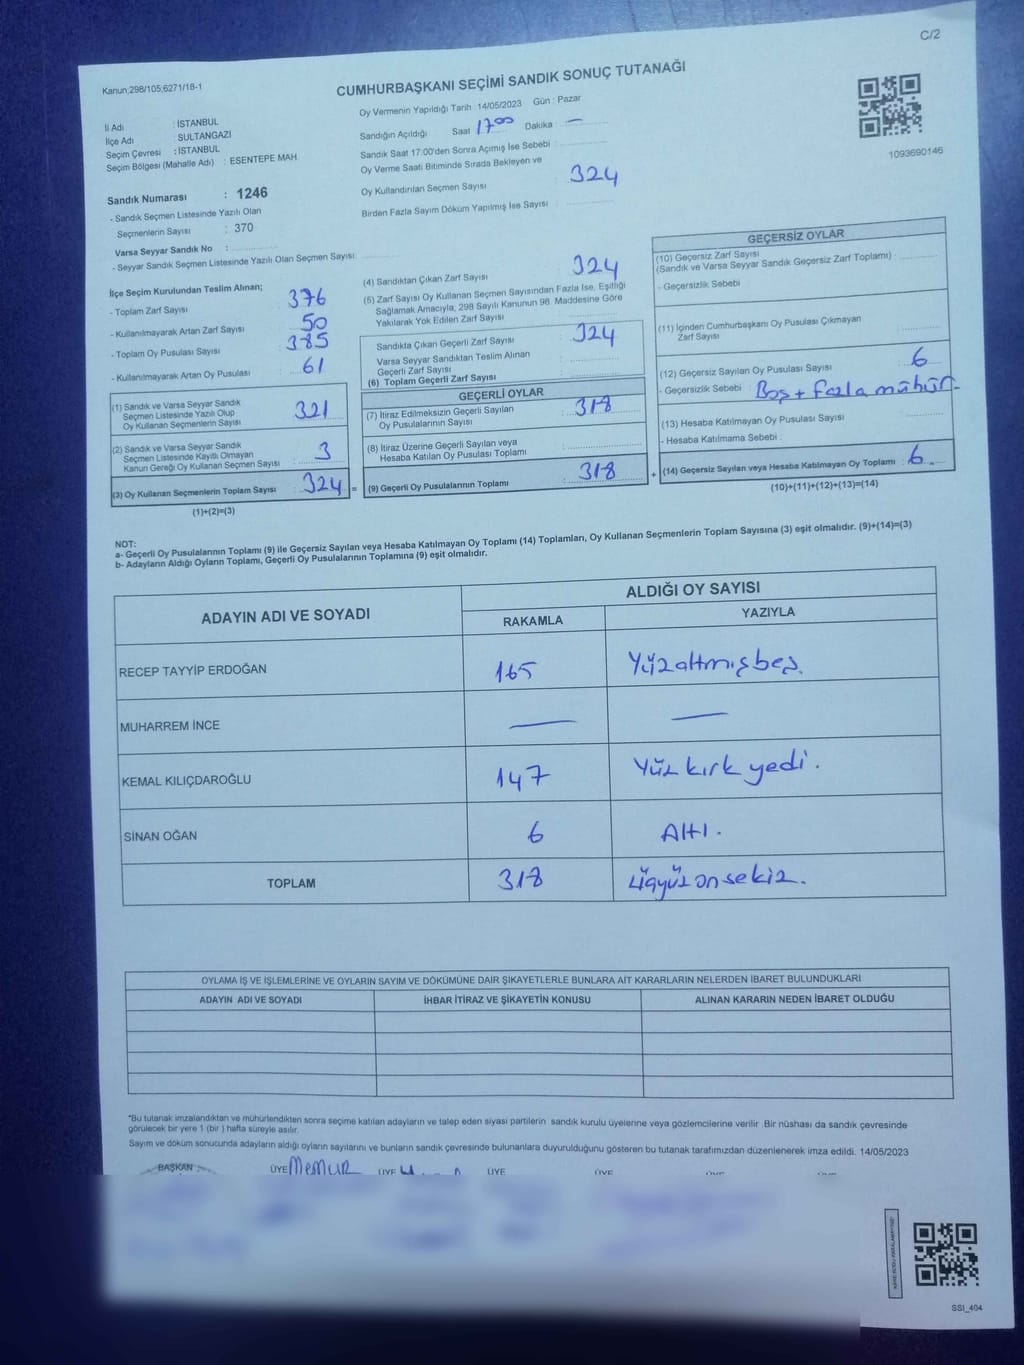 C/2
Kanun,298/105,6271/18-1
CUMHURBAŞKANI SEÇİMİ SANDIK SONUÇ TUTANAĞI
İl Adı : İSTANBUL
İlçe Adı : SULTANGAZİ
Seçim Çevresi : İSTANBUL
Seçim Bölgesi (Mahalle Adı) : ESENTEPE MAH
Oy Vermenin Yapıldığı Tarih : 14/05/2023 Gün : Pazar
Sandığın Açıldığı Saat 17:00 Dakika : —
Sandık Saat 17:00'den Sonra Açımış İse Sebebi :
Oy Verme Saati Bitiminde Sırada Bekleyen ve
Oy Kullandırılan Seçmen Sayısı : 324
Birden Fazla Sayım Döküm Yapılmış İse Sayısı :
1093690146
Sandık Numarası : 1246
- Sandık Seçmen Listesinde Yazılı Olan
Seçmenlerin Sayısı : 370
Varsa Seyyar Sandık No :
- Seyyar Sandık Seçmen Listesinde Yazılı Olan Seçmen Sayısı:
İlçe Seçim Kurulundan Teslim Alınan;
- Toplam Zarf Sayısı : 376
- Kullanılmayarak Artan Zarf Sayısı : 50
- Toplam Oy Pusulası Sayısı : 385
- Kullanılmayarak Artan Oy Pusulası : 61
(1) Sandık ve Varsa Seyyar Sandık
Seçmen Listesinde Yazılı Olup
Oy Kullanan Seçmenlerin Sayısı : 321
(2) Sandık ve Varsa Seyyar Sandık
Seçmen Listesinde Kayıtlı Olmayan
Kanun Gereği Oy Kullanan Seçmen Sayısı : 3
(3) Oy Kullanan Seçmenlerin Toplam Sayısı : 324 =
(1)+(2)=(3)
(4) Sandıktan Çıkan Zarf Sayısı : 324
(5) Zarf Sayısı Oy Kullanan Seçmen Sayısından Fazla İse, Eşitliği
Sağlamak Amacıyla, 298 Sayılı Kanunun 98. Maddesine Göre
Yakılarak Yok Edilen Zarf Sayısı :
Sandıkta Çıkan Geçerli Zarf Sayısı : 324
Varsa Seyyar Sandıktan Teslim Alınan
Geçerli Zarf Sayısı :
(6) Toplam Geçerli Zarf Sayısı :
GEÇERLİ OYLAR
(7) İtiraz Edilmeksizin Geçerli Sayılan
Oy Pusulalarının Sayısı : 318
(8) İtiraz Üzerine Geçerli Sayılan veya
Hesaba Katılan Oy Pusulası Toplamı :
(9) Geçerli Oy Pusulalarının Toplamı : 318 +
GEÇERSİZ OYLAR
(10) Geçersiz Zarf Sayısı
(Sandık ve Varsa Seyyar Sandık Geçersiz Zarf Toplamı) :
- Geçersizlik Sebebi :
(11) İçinden Cumhurbaşkanı Oy Pusulası Çıkmayan
Zarf Sayısı :
(12) Geçersiz Sayılan Oy Pusulası Sayısı : 6
- Geçersizlik Sebebi : Boş + fazla mühür.
(13) Hesaba Katılmayan Oy Pusulası Sayısı :
- Hesaba Katılmama Sebebi :
(14) Geçersiz Sayılan veya Hesaba Katılmayan Oy Toplamı : 6.
(10)+(11)+(12)+(13)=(14)
NOT:
a- Geçerli Oy Pusulalarının Toplamı (9) ile Geçersiz Sayılan veya Hesaba Katılmayan Oy Toplamı (14) Toplamları, Oy Kullanan Seçmenlerin Toplam Sayısına (3) eşit olmalıdır. (9)+(14)=(3)
b- Adayların Aldığı Oyların Toplamı, Geçerli Oy Pusulalarının Toplamına (9) eşit olmalıdır.
ADAYIN ADI VE SOYADI ALDIĞI OY SAYISI
RAKAMLA YAZIYLA
RECEP TAYYİP ERDOĞAN 165 Yüzaltmışbeş.
MUHARREM İNCE — —
KEMAL KILIÇDAROĞLU 147 Yüz kırk yedi.
SİNAN OĞAN 6 Altı.
TOPLAM 318 üçyüz onsekiz.
OYLAMA İŞ VE İŞLEMLERİNE VE OYLARIN SAYIM VE DÖKÜMÜNE DAİR ŞİKAYETLERLE BUNLARA AİT KARARLARIN NELERDEN İBARET BULUNDUKLARI
ADAYIN ADI VE SOYADI İHBAR İTİRAZ VE ŞİKAYETİN KONUSU ALINAN KARARIN NEDEN İBARET OLDUĞU
*Bu tutanak imzalandıktan ve mühürlendikten sonra seçime katılan adayların ve talep eden siyasi partilerin sandık kurulu üyelerine veya gözlemcilerine verilir .Bir nüshası da sandık çevresinde
görülecek bir yere 1 (bir ) hafta süreyle asılır.
Sayım ve döküm sonucunda adayların aldığı oyların sayılarını ve bunların sandık çevresinde bulunanlara duyurulduğunu gösteren bu tutanak tarafımızdan düzenlenerek imza edildi. 14/05/2023
BAŞKAN ÜYE Memur ÜYE ÜYE ÜYE
SSI_404